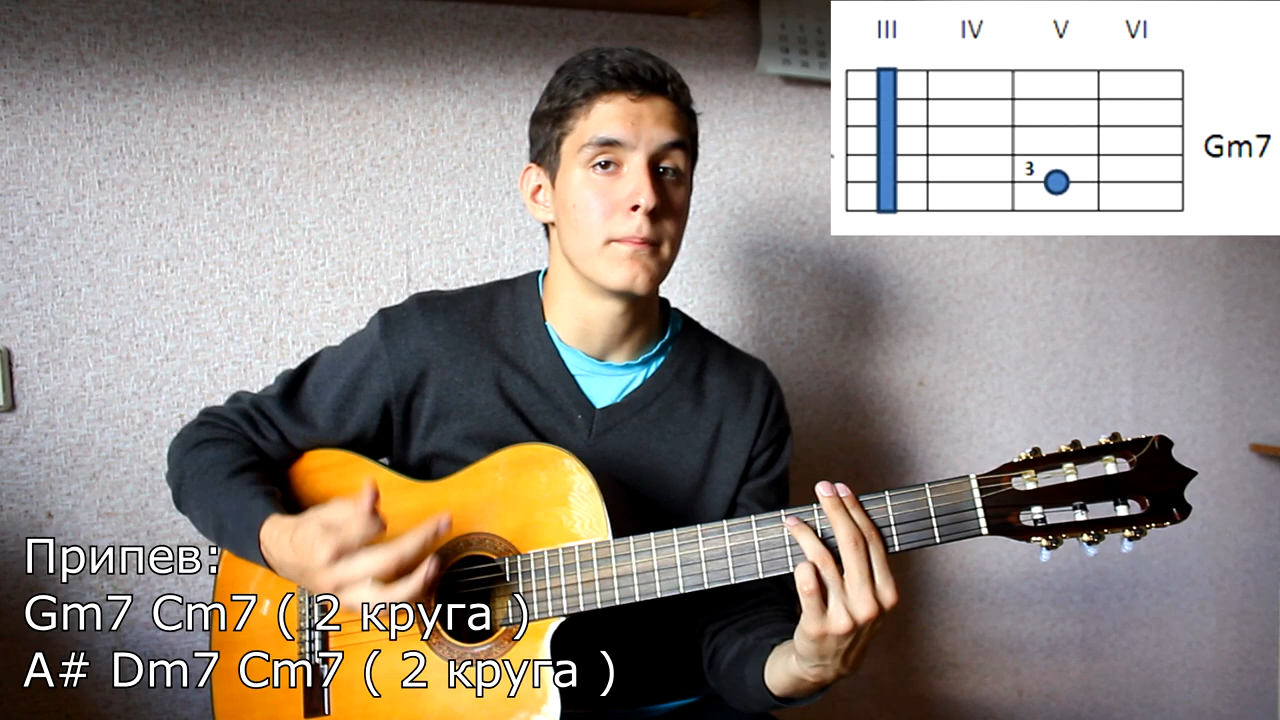 III IV V VI
3
Gm7
Припев:
Gm7 Cm7 ( 2 круга )
A# Dm7 Cm7 ( 2 круга )